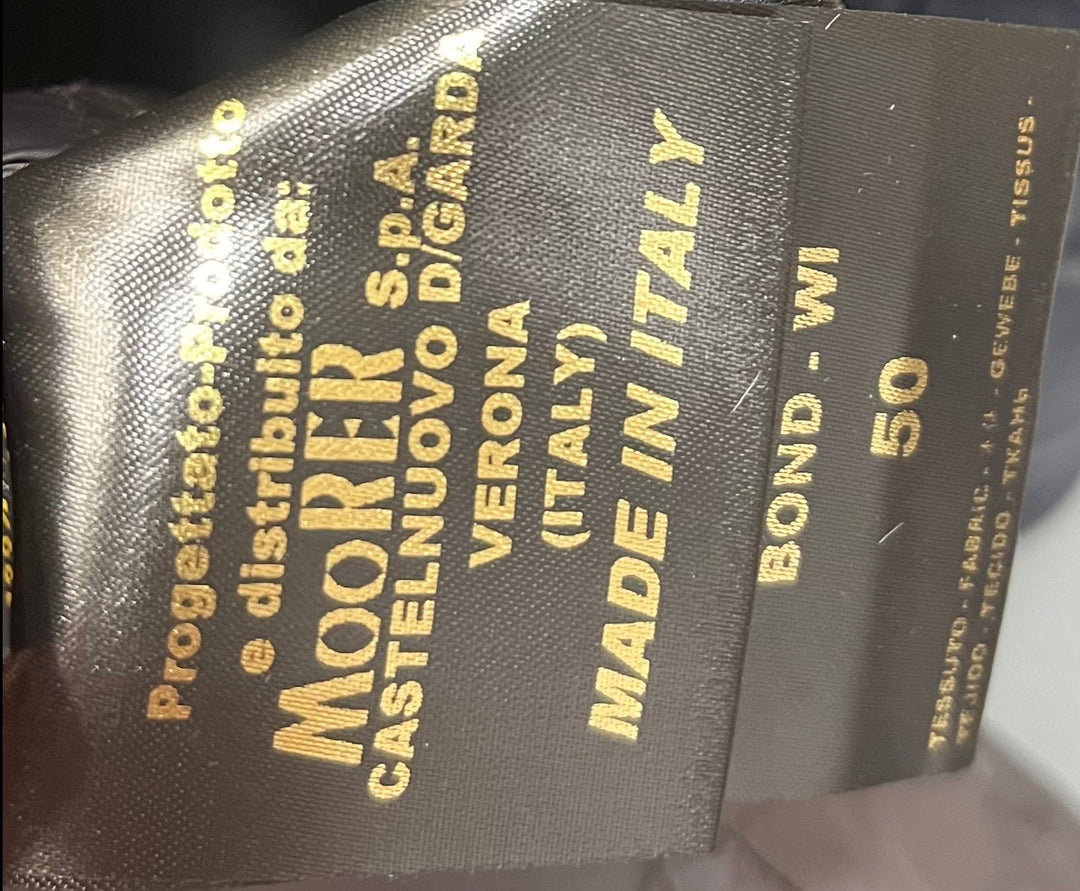 Progettato-Prodotto
e distribuito da:
MOORER S.p.A.
CASTELNUOVO D/GARDA
VERONA
(ITALY)
MADE IN ITALY
BOND - WI
50
TESSUTO - FABRIC - - GEWEBE - TISSUS -
TEJIDO - TECIDO - ТКАНЬ